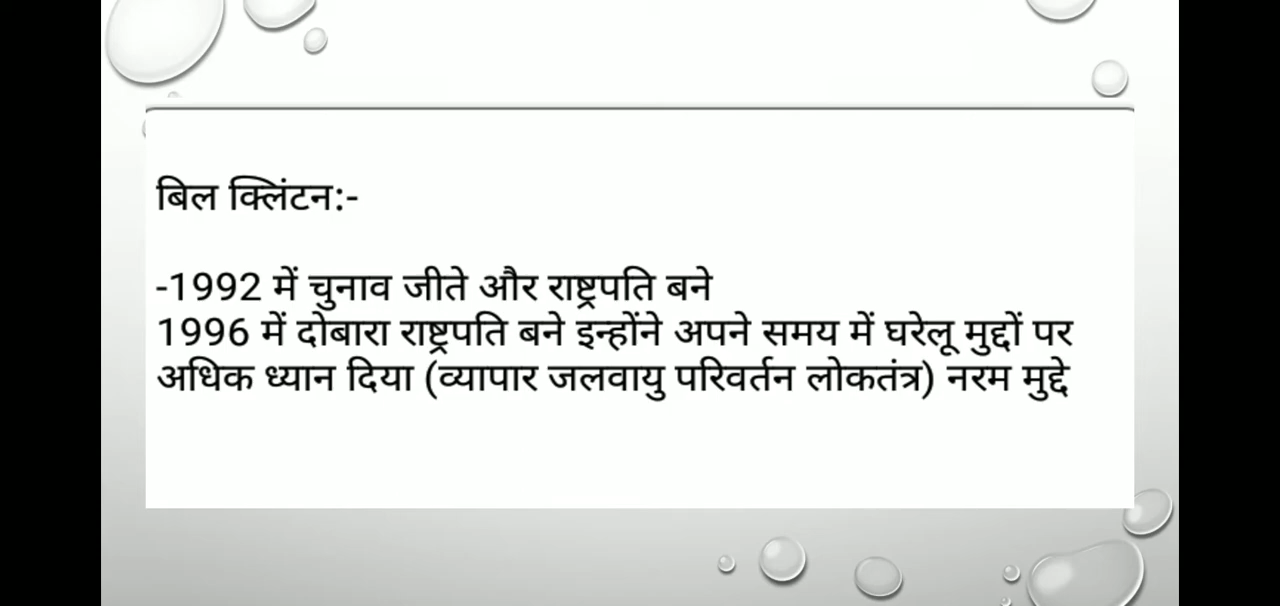 बिल क्लिंटन:-
-1992 में चुनाव जीते और राष्ट्रपति बने
1996 में दोबारा राष्ट्रपति बने इन्होंने अपने समय में घरेलू मुद्दों पर
अधिक ध्यान दिया (व्यापार जलवायु परिवर्तन लोकतंत्र) नरम मुद्दे